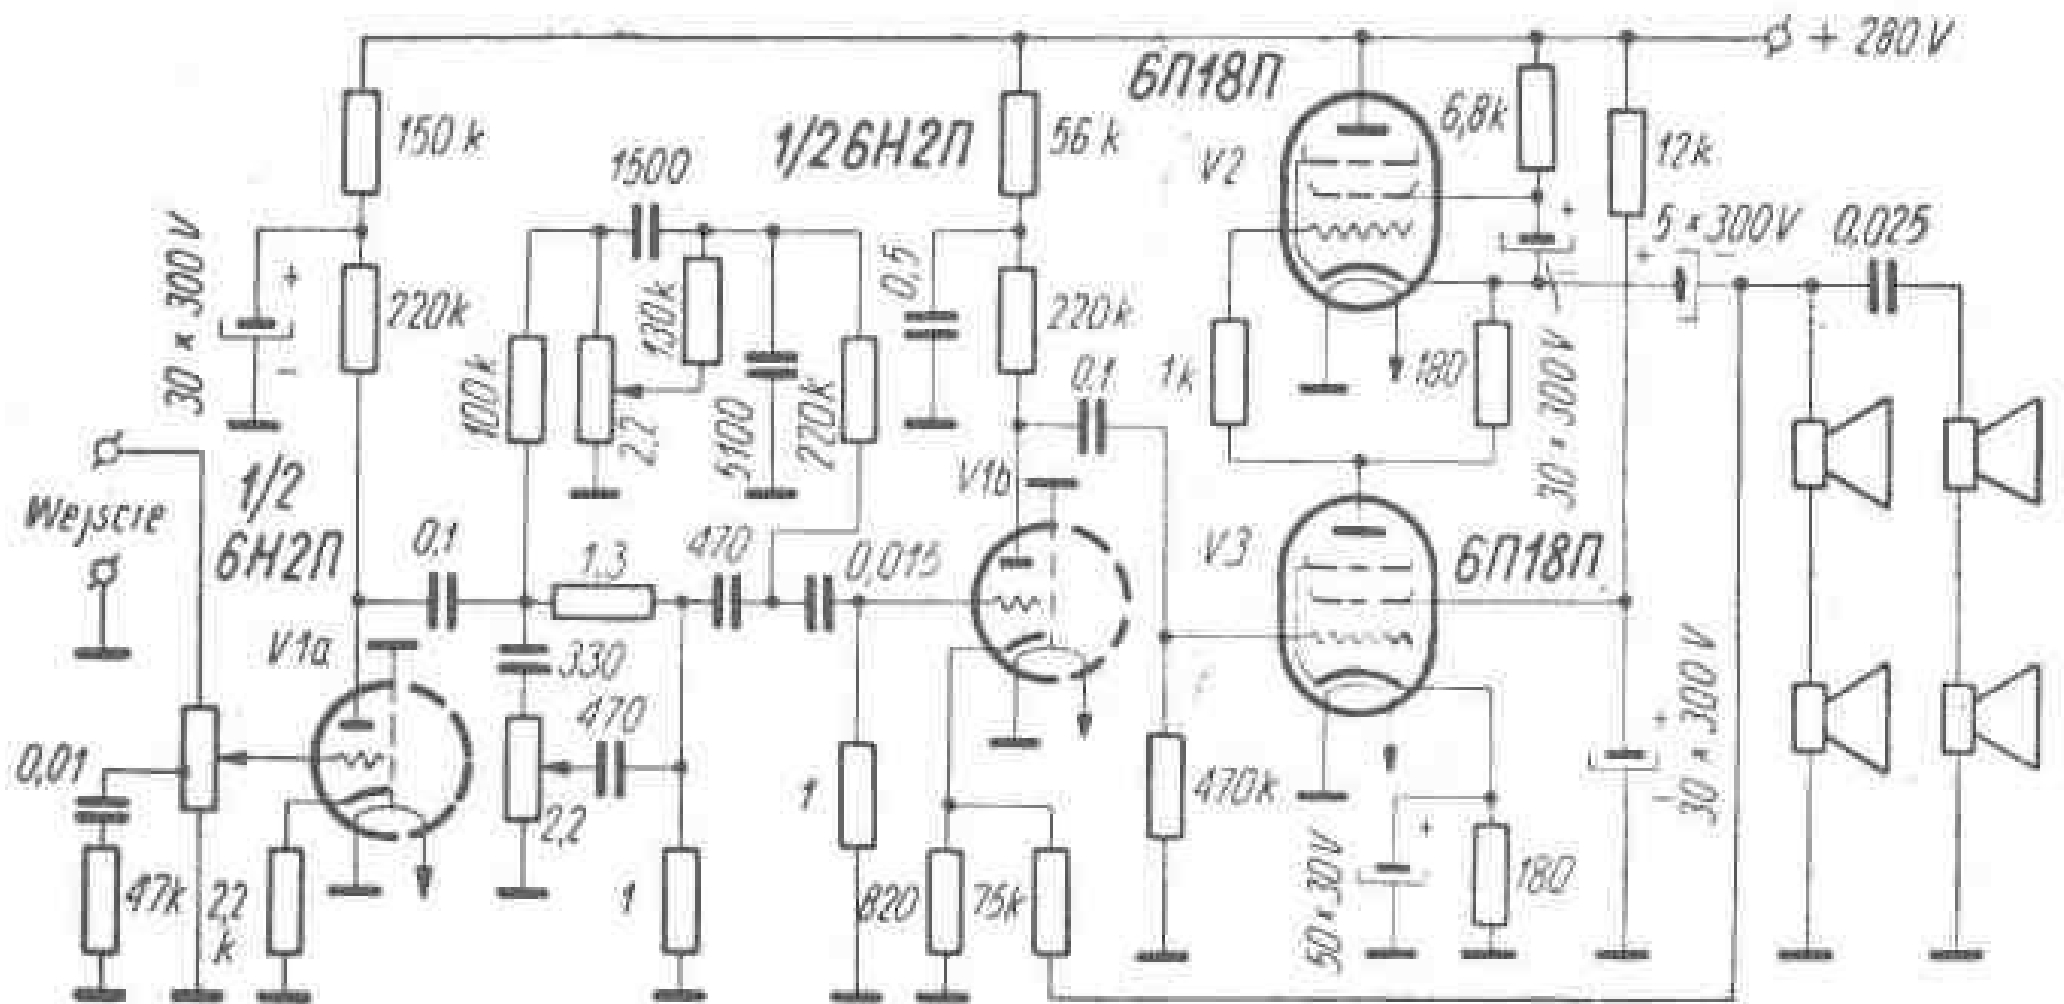 + 280 V
6П18П
150 k
1/2 6Н2П
56 k
6,8k
12k
V2
1500
30 × 300 V
+
+
5 × 300V
0,025
+
-
130k
0,5
220k
220k
-
100k
2,2
5100
220k
0,1
1k
180
30 × 300V
Wejscie
1/2
6Н2П
V1b
V3
6П18П
0,1
1,3
470
0,015
V1a
330
470
0,01
2,2
1
470k
+
30 × 300 V
47k
2,2
k
1
820
75k
50 × 30V
+
180